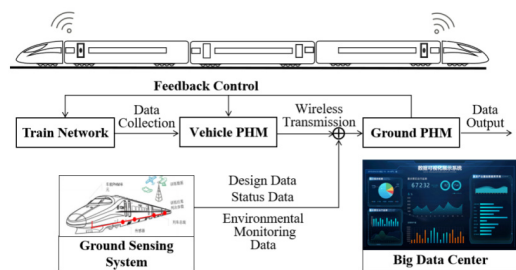 Feedback Control
Data
Collection
Wireless
Transmission
Data
Output
Train Network
Vehicle PHM
Ground PHM
Design Data
Status Data
Environmental
Monitoring
Data
67232
Ground Sensing
System
Big Data Center